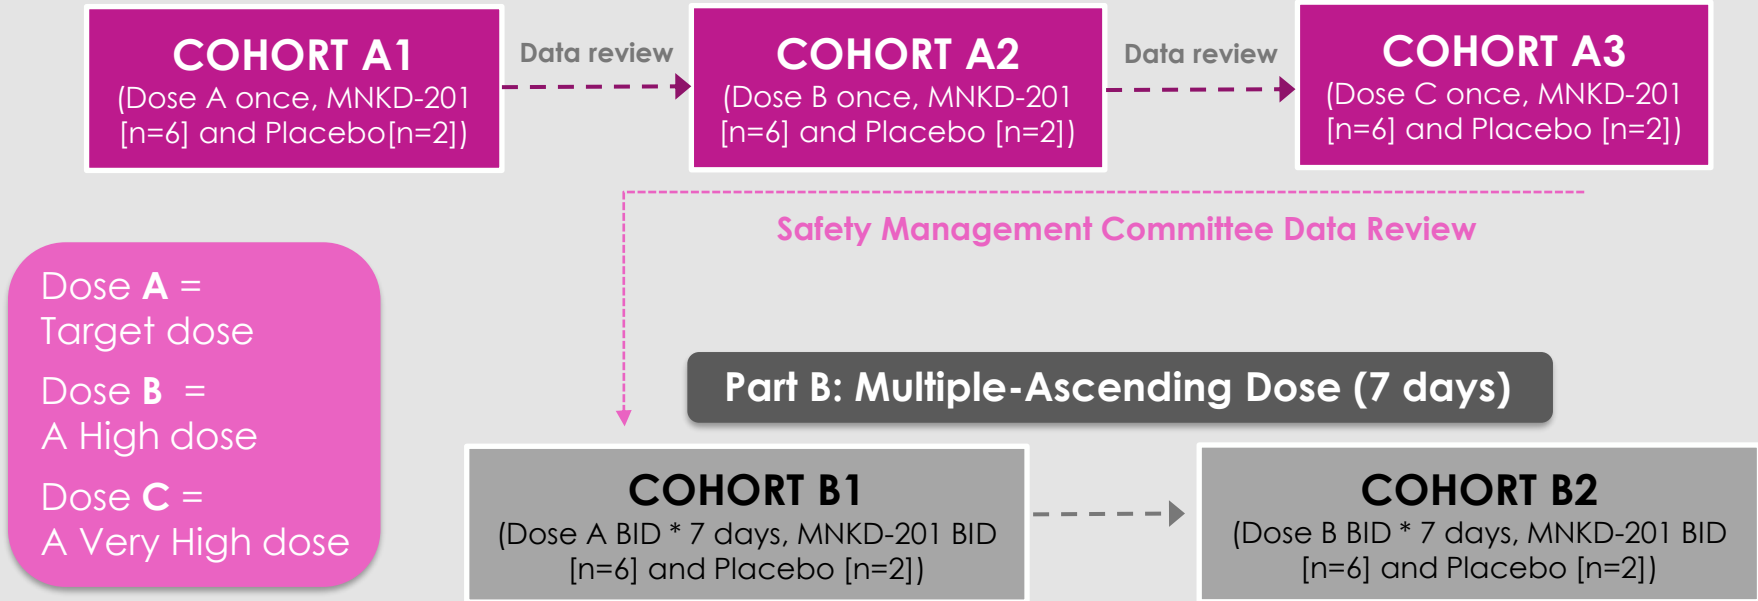 COHORT A1
(Dose A once, MNKD-201
[n=6] and Placebo[n=2])
Data review
COHORT A2
(Dose B once, MNKD-201
[n=6] and Placebo [n=2])
Data review
COHORT A3
(Dose C once, MNKD-201
[n=6] and Placebo [n=2])
Safety Management Committee Data Review
Dose A =
Target dose
Dose B =
A High dose
Dose C =
A Very High dose
Part B: Multiple-Ascending Dose (7 days)
COHORT B1
(Dose A BID * 7 days, MNKD-201 BID
[n=6] and Placebo [n=2])
COHORT B2
(Dose B BID * 7 days, MNKD-201 BID
[n=6] and Placebo [n=2])